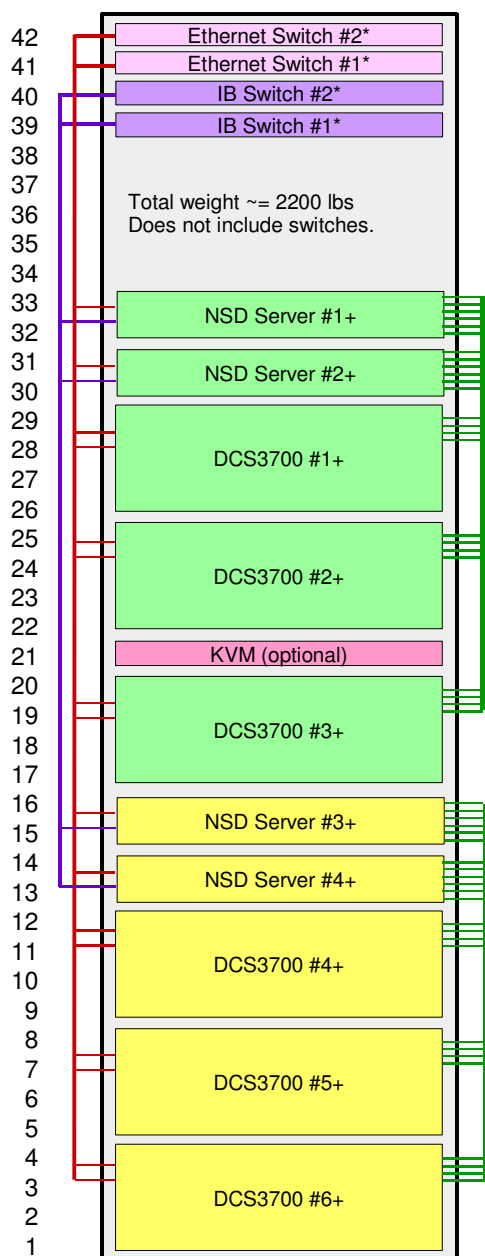 42 Ethernet Switch #2*
41 Ethernet Switch #1*
40 IB Switch #2*
39 IB Switch #1*
38
37
Total weight ~= 2200 lbs
36
Does not include switches.
35
34
33
NSD Server #1+
32
31
NSD Server #2+
30
29
28
DCS3700 #1+
27
26
25
24
DCS3700 #2+
23
22
21 KVM (optional)
20
19
DCS3700 #3+
18
17
16
NSD Server #3+
15
14
NSD Server #4+
13
12
11
DCS3700 #4+
10
9
8
7
DCS3700 #5+
6
5
4
3
DCS3700 #6+
2
1